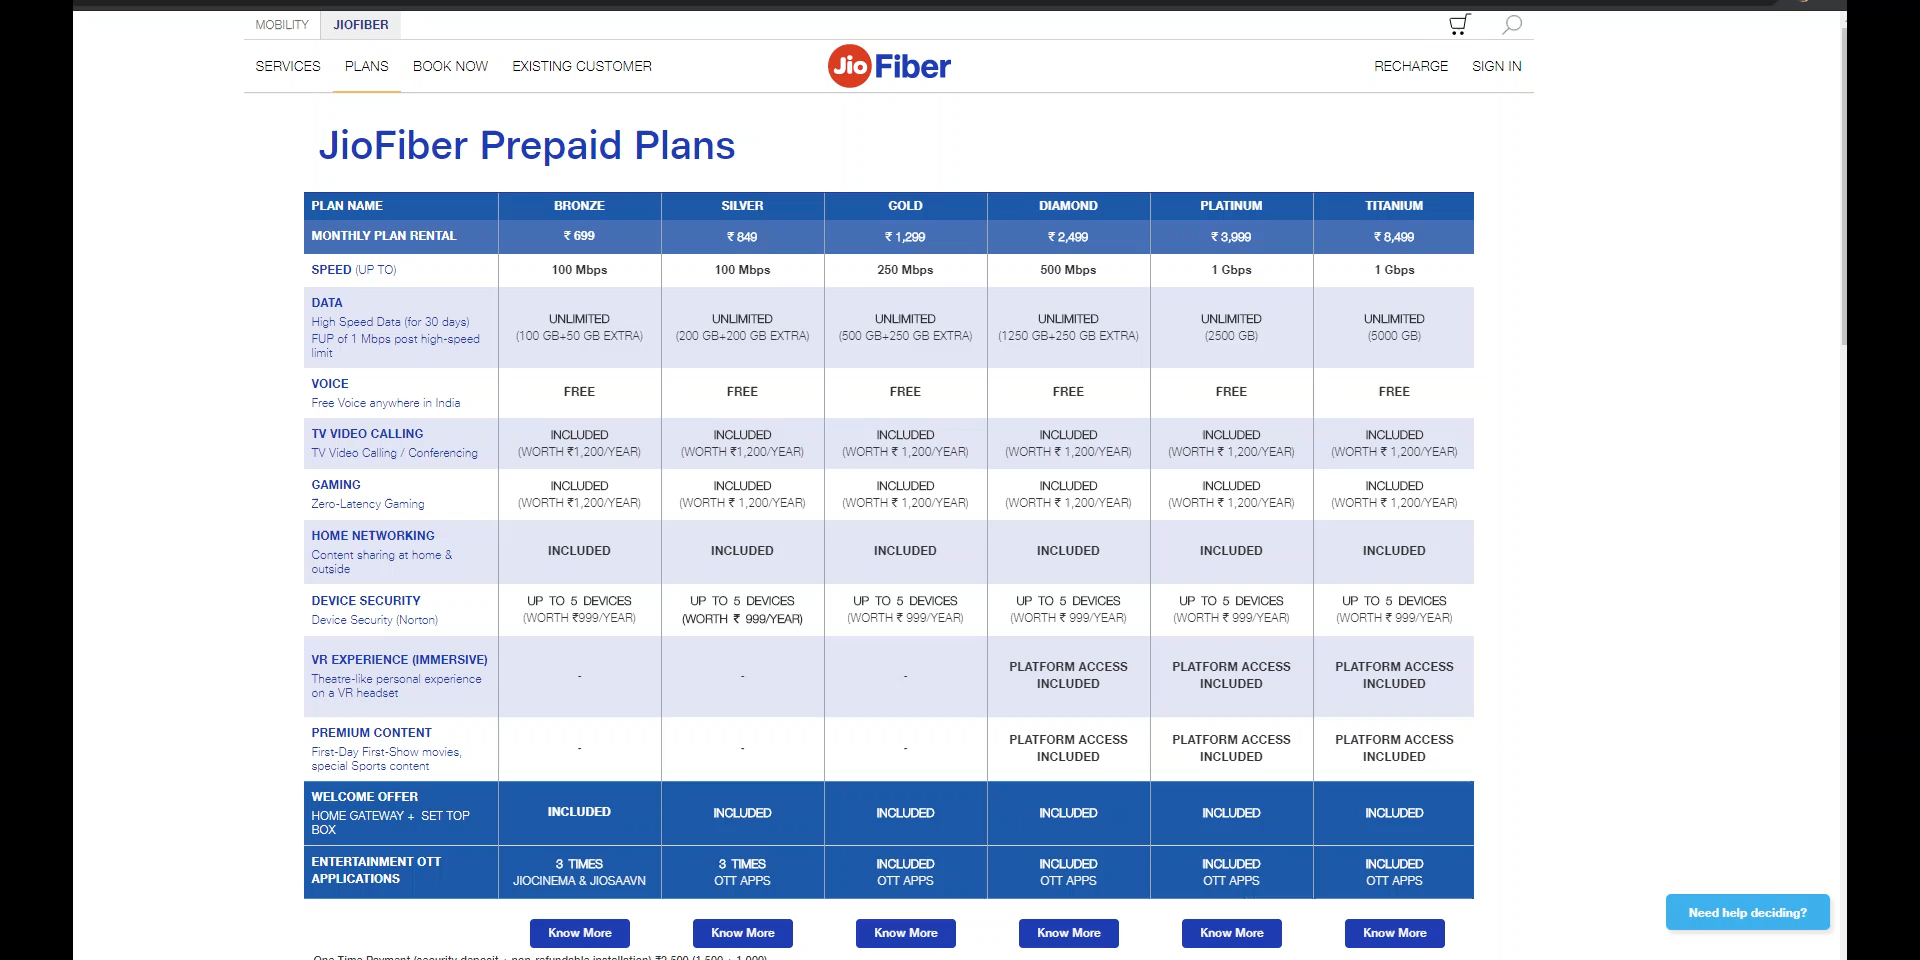 MOBILITY JIOFIBER
SERVICES PLANS BOOK NOW EXISTING CUSTOMER Jio Fiber RECHARGE SIGN IN
JioFiber Prepaid Plans
PLAN NAME BRONZE SILVER GOLD DIAMOND PLATINUM TITANIUM
MONTHLY PLAN RENTAL ₹ 699 ₹ 849 ₹ 1,299 ₹ 2,499 ₹ 3,999 ₹ 8,499
SPEED (UP TO) 100 Mbps 100 Mbps 250 Mbps 500 Mbps 1 Gbps 1 Gbps
DATA
High Speed Data (for 30 days)
FUP of 1 Mbps post high-speed
limit
UNLIMITED UNLIMITED UNLIMITED UNLIMITED UNLIMITED UNLIMITED
(100 GB+50 GB EXTRA) (200 GB+200 GB EXTRA) (500 GB+250 GB EXTRA) (1250 GB+250 GB EXTRA) (2500 GB) (5000 GB)
VOICE
Free Voice anywhere in India
FREE FREE FREE FREE FREE FREE
TV VIDEO CALLING
TV Video Calling / Conferencing
INCLUDED INCLUDED INCLUDED INCLUDED INCLUDED INCLUDED
(WORTH ₹1,200/YEAR) (WORTH ₹1,200/YEAR) (WORTH ₹ 1,200/YEAR) (WORTH ₹ 1,200/YEAR) (WORTH ₹ 1,200/YEAR) (WORTH ₹ 1,200/YEAR)
GAMING
Zero-Latency Gaming
INCLUDED INCLUDED INCLUDED INCLUDED INCLUDED INCLUDED
(WORTH ₹1,200/YEAR) (WORTH ₹ 1,200/YEAR) (WORTH ₹ 1,200/YEAR) (WORTH ₹ 1,200/YEAR) (WORTH ₹ 1,200/YEAR) (WORTH ₹ 1,200/YEAR)
HOME NETWORKING
Content sharing at home &
outside
INCLUDED INCLUDED INCLUDED INCLUDED INCLUDED INCLUDED
DEVICE SECURITY
Device Security (Norton)
UP TO 5 DEVICES UP TO 5 DEVICES UP TO 5 DEVICES UP TO 5 DEVICES UP TO 5 DEVICES UP TO 5 DEVICES
(WORTH ₹999/YEAR) (WORTH ₹ 999/YEAR) (WORTH ₹ 999/YEAR) (WORTH ₹ 999/YEAR) (WORTH ₹ 999/YEAR) (WORTH ₹ 999/YEAR)
VR EXPERIENCE (IMMERSIVE)
Theatre-like personal experience
on a VR headset
- - - PLATFORM ACCESS PLATFORM ACCESS PLATFORM ACCESS
INCLUDED INCLUDED INCLUDED
PREMIUM CONTENT
First-Day First-Show movies,
special Sports content
- - - PLATFORM ACCESS PLATFORM ACCESS PLATFORM ACCESS
INCLUDED INCLUDED INCLUDED
WELCOME OFFER
HOME GATEWAY + SET TOP
BOX
INCLUDED INCLUDED INCLUDED INCLUDED INCLUDED INCLUDED
ENTERTAINMENT OTT
APPLICATIONS
3 TIMES 3 TIMES INCLUDED INCLUDED INCLUDED INCLUDED
JIOCINEMA & JIOSAAVN OTT APPS OTT APPS OTT APPS OTT APPS OTT APPS
Know More Know More Know More Know More Know More Know More
Need help deciding?
One Time Payment (security deposit + non-refundable installation) ₹2,500 (1,500 + 1,000)